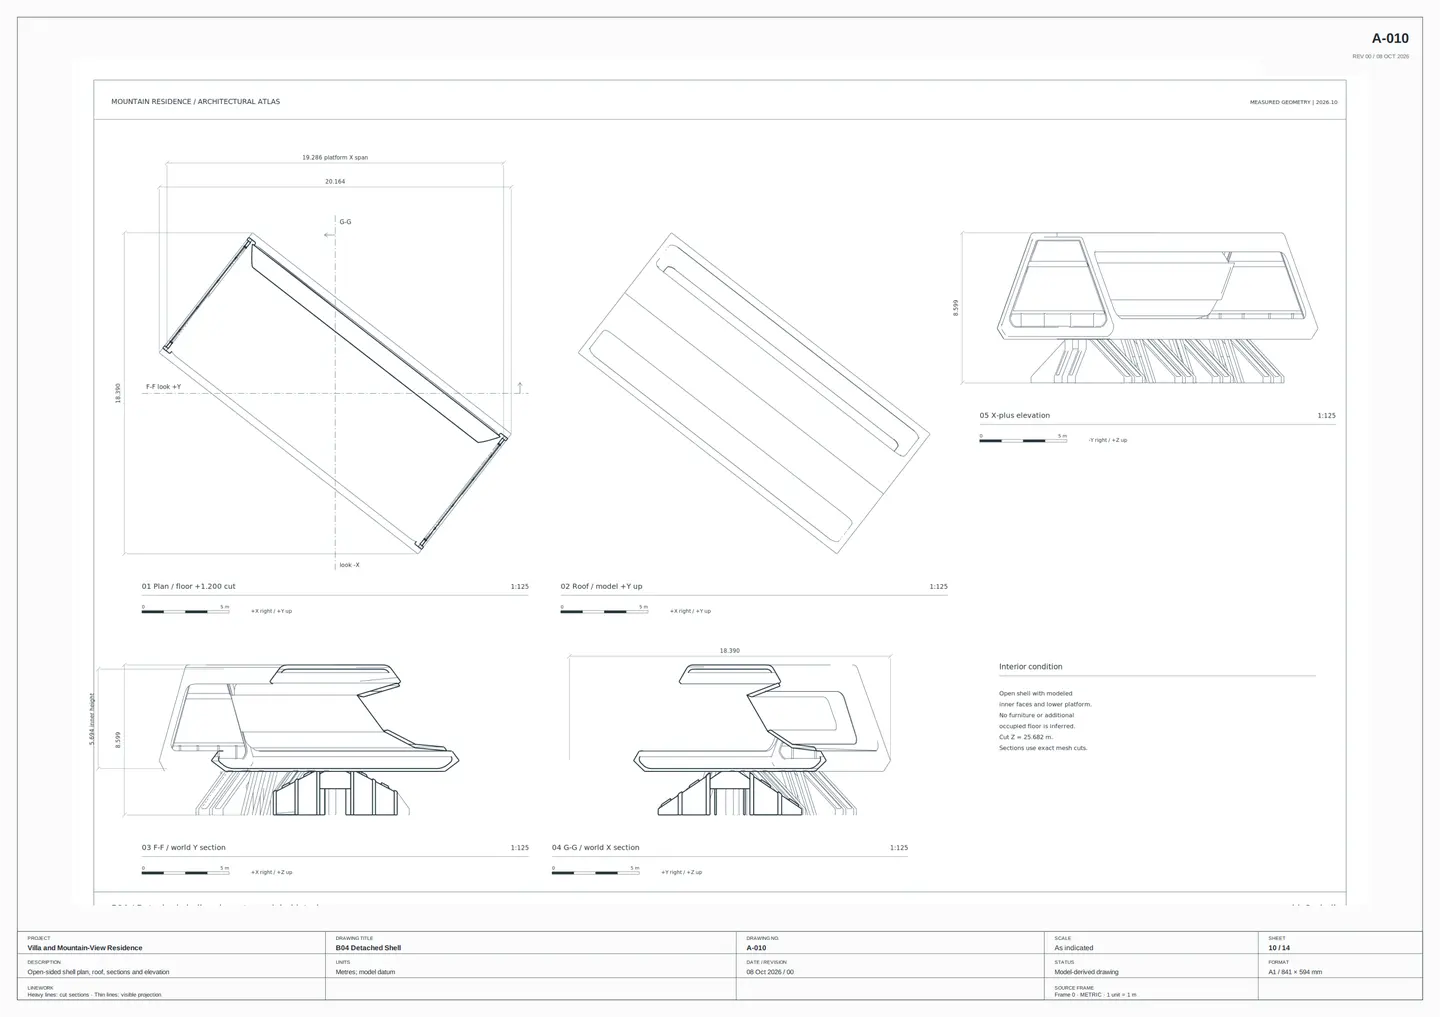 A-010
REV 00 / 08 OCT 2026
MOUNTAIN RESIDENCE / ARCHITECTURAL ATLAS
MEASURED GEOMETRY | 2026.10
19.286 platform X span
20.164
G-G
F-F look +Y
18.390
look -X
8.599
05 X-plus elevation
1:125
0
5 m
-Y right / +Z up
01 Plan / floor +1.200 cut
1:125
0
5 m
+X right / +Y up
02 Roof / model +Y up
1:125
0
5 m
+X right / +Y up
5.694 inner height
8.599
18.390
Interior condition
Open shell with modeled
inner faces and lower platform.
No furniture or additional
occupied floor is inferred.
Cut Z = 25.682 m.
Sections use exact mesh cuts.
03 F-F / world Y section
1:125
0
5 m
+X right / +Z up
04 G-G / world X section
1:125
0
5 m
+Y right / +Z up
PROJECT
Villa and Mountain-View Residence
DRAWING TITLE
B04 Detached Shell
DRAWING NO.
A-010
SCALE
As indicated
SHEET
10 / 14
DESCRIPTION
Open-sided shell plan, roof, sections and elevation
UNITS
Metres; model datum
DATE / REVISION
08 Oct 2026 / 00
STATUS
Model-derived drawing
FORMAT
A1 / 841 × 594 mm
LINEWORK
Heavy lines: cut sections · Thin lines: visible projection
SOURCE FRAME
Frame 0 · METRIC · 1 unit = 1 m